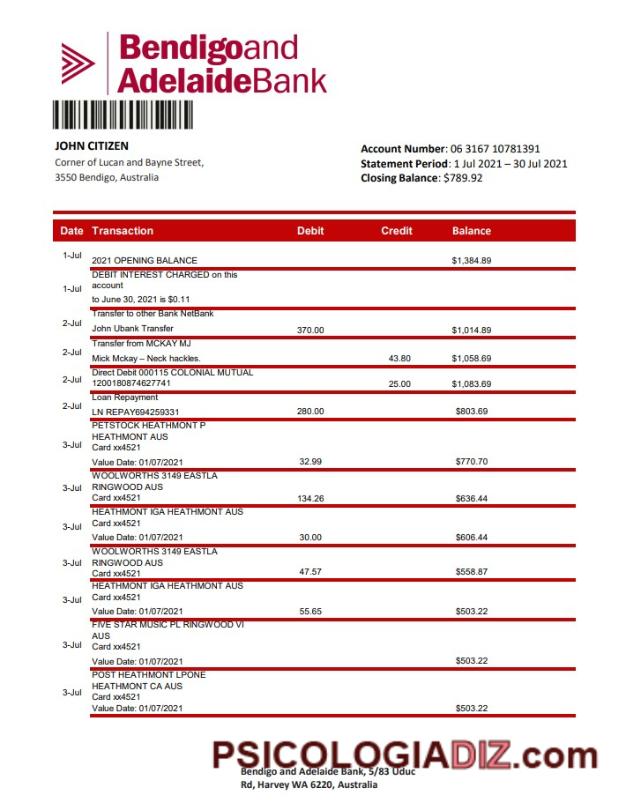 Bendigoand
AdelaideBank
JOHN CITIZEN
Corner of Lucan and Bayne Street,
3550 Bendigo, Australia
Account Number: 06 3167 10781391
Statement Period: 1 Jul 2021 – 30 Jul 2021
Closing Balance: $789.92
Date Transaction Debit Credit Balance
1-Jul
2021 OPENING BALANCE $1,384.89
DEBIT INTEREST CHARGED on this
account
1-Jul
to June 30, 2021 is $0.11
Transfer to other Bank NetBank
2-Jul
John Ubank Transfer 370.00 $1,014.89
Transfer from MCKAY MJ
2-Jul
Mick Mckay – Neck hackles. 43.80 $1,058.69
Direct Debit 000115 COLONIAL MUTUAL
2-Jul
1200180874627741 25.00 $1,083.69
Loan Repayment
2-Jul
LN REPAY694259331 280.00 $803.69
PETSTOCK HEATHMONT P
HEATHMONT AUS
3-Jul Card xx4521
Value Date: 01/07/2021 32.99 $770.70
WOOLWORTHS 3149 EASTLA
RINGWOOD AUS
3-Jul
Card xx4521 134.26 $636.44
HEATHMONT IGA HEATHMONT AUS
3-Jul Card xx4521
Value Date: 01/07/2021 30.00 $606.44
WOOLWORTHS 3149 EASTLA
3-Jul RINGWOOD AUS
Card xx4521 47.57 $558.87
HEATHMONT IGA HEATHMONT AUS
3-Jul Card xx4521
Value Date: 01/07/2021 55.65 $503.22
FIVE STAR MUSIC PL RINGWOOD VI
AUS
3-Jul Card xx4521
Value Date: 01/07/2021 $503.22
POST HEATHMONT LPONE
HEATHMONT CA AUS
3-Jul Card xx4521
Value Date: 01/07/2021 $503.22
PSICOLOGIADIZ.com
Bendigo and Adelaide Bank, 5/83 Uduc
Rd, Harvey WA 6220, Australia